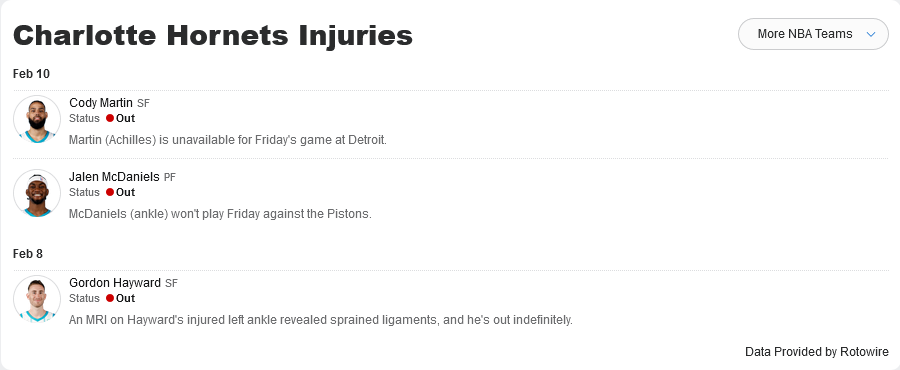 Charlotte Hornets Injuries
More NBA Teams
Feb 10
Cody Martin SF
Status Out
Martin (Achilles) is unavailable for Friday's game at Detroit.
Jalen McDaniels PF
Status Out
McDaniels (ankle) won't play Friday against the Pistons.
Feb 8
Gordon Hayward SF
Status Out
An MRI on Hayward's injured left ankle revealed sprained ligaments, and he's out indefinitely.
Data Provided by Rotowire